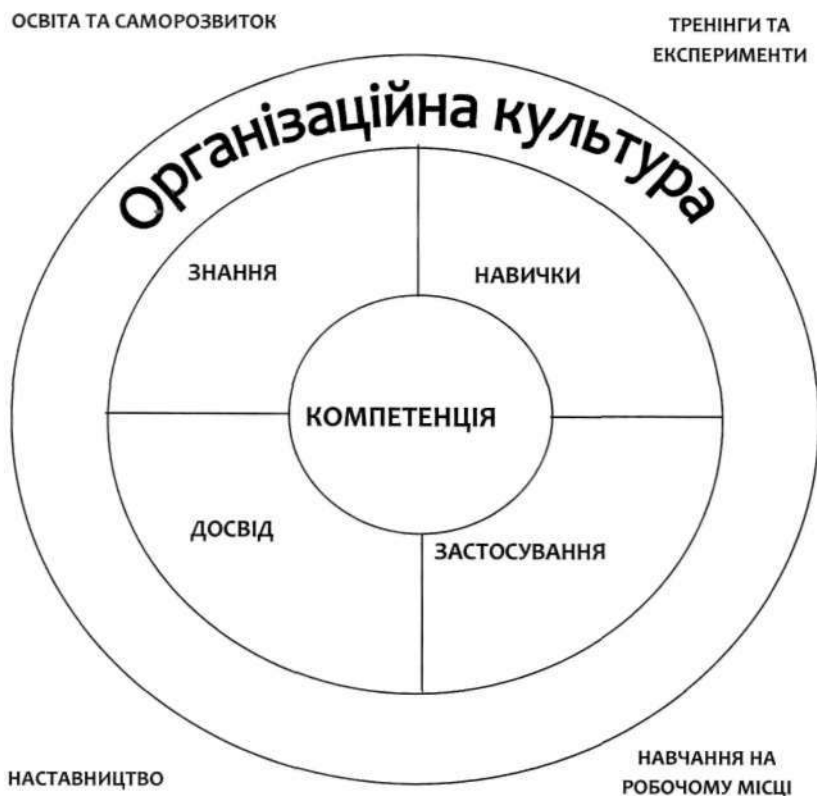 ОСВІТА ТА САМОРОЗВИТОК
ТРЕНІНГИ ТА
ЕКСПЕРИМЕНТИ
Організаційна культура
ЗНАННЯ
НАВИЧКИ
КОМПЕТЕНЦІЯ
ДОСВІД
ЗАСТОСУВАННЯ
НАСТАВНИЦТВО
НАВЧАННЯ НА
РОБОЧОМУ МІСЦІ